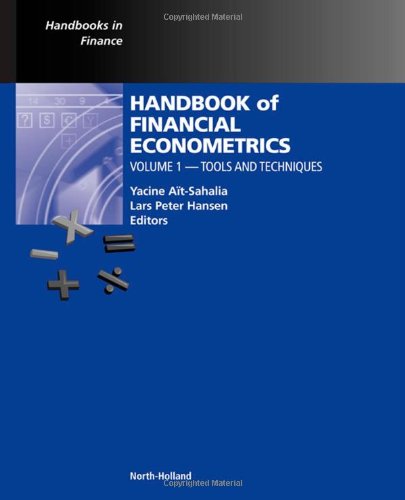 Handbooks in
Finance
HANDBOOK of
FINANCIAL
ECONOMETRICS
VOLUME 1 — TOOLS AND TECHNIQUES
Yacine Aït-Sahalia
Lars Peter Hansen
Editors
North-Holland